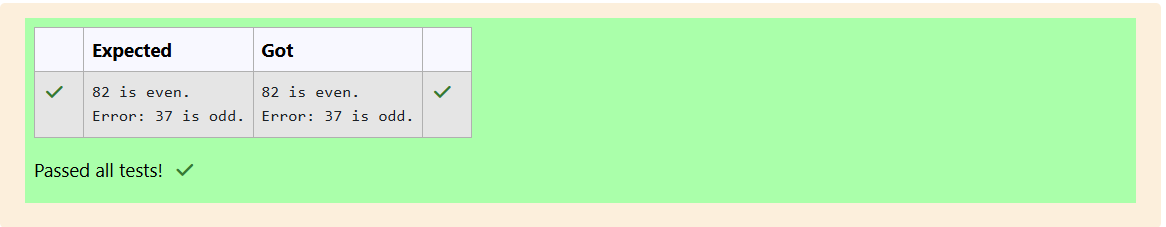 Expected Got
82 is even. 82 is even.
Error: 37 is odd. Error: 37 is odd.
Passed all tests!